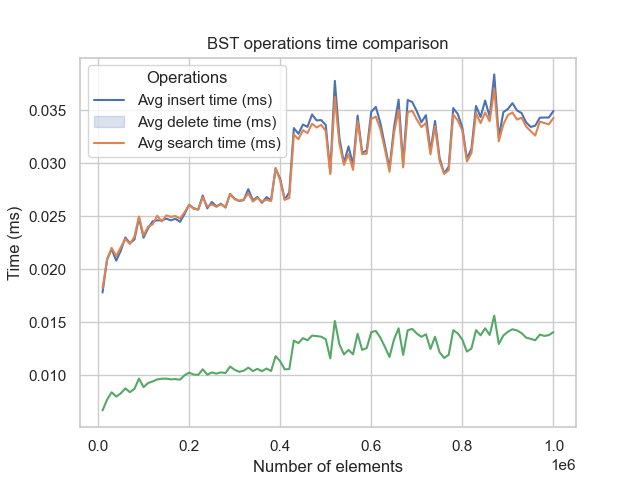 BST operations time comparison
Operations
Avg insert time (ms)
Avg delete time (ms)
Avg search time (ms)
Time (ms)
0.035
0.030
0.025
0.020
0.015
0.010
0.0 0.2 0.4 0.6 0.8 1.0
1e6
Number of elements